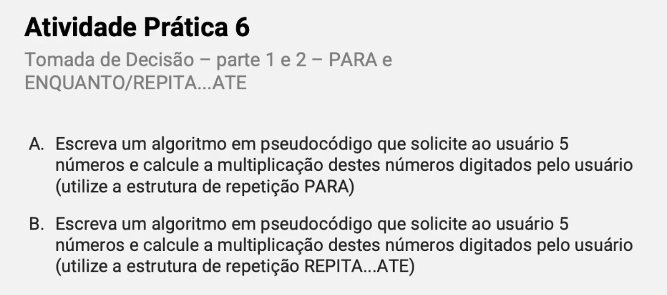 Atividade Prática 6
Tomada de Decisão – parte 1 e 2 – PARA e
ENQUANTO/REPITA...ATE
A. Escreva um algoritmo em pseudocódigo que solicite ao usuário 5
números e calcule a multiplicação destes números digitados pelo usuário
(utilize a estrutura de repetição PARA)
B. Escreva um algoritmo em pseudocódigo que solicite ao usuário 5
números e calcule a multiplicação destes números digitados pelo usuário
(utilize a estrutura de repetição REPITA...ATE)